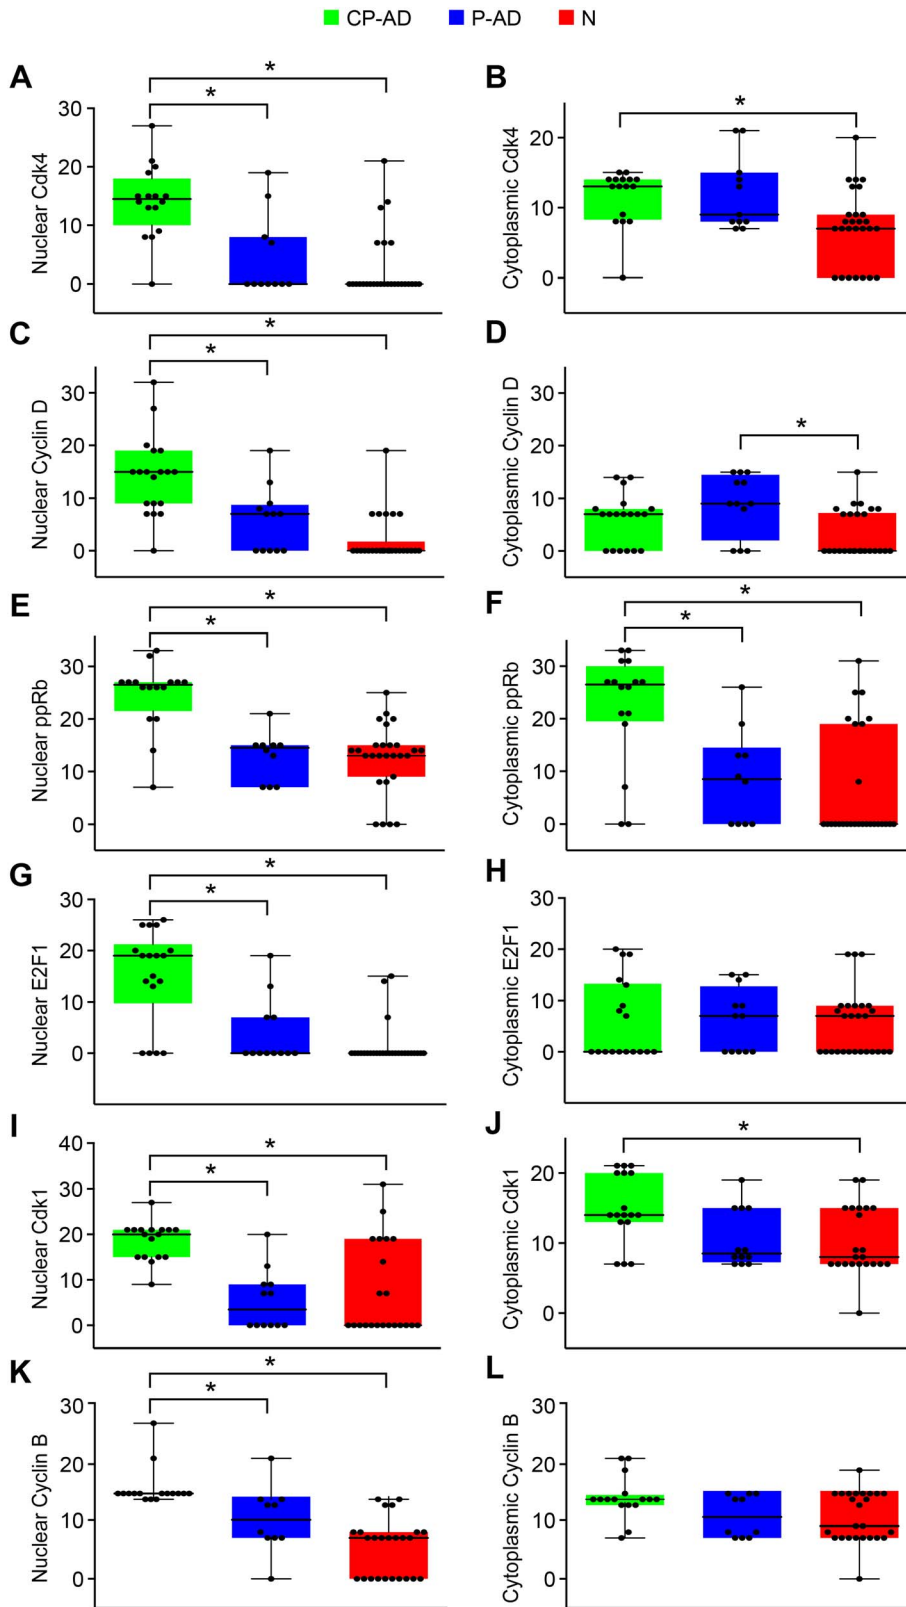 CP-AD P-AD N
A
Nuclear Cdk4
30
20
10
0
*
*
B
Cytoplasmic Cdk4
20
10
0
*
C
Nuclear Cyclin D
30
20
10
0
*
*
D
Cytoplasmic Cyclin D
30
20
10
0
*
E
Nuclear ppRb
30
20
10
0
*
*
F
Cytoplasmic ppRb
30
20
10
0
*
*
G
Nuclear E2F1
30
20
10
0
*
*
H
Cytoplasmic E2F1
30
20
10
0
I
Nuclear Cdk1
40
30
20
10
0
*
*
J
Cytoplasmic Cdk1
20
10
0
*
K
Nuclear Cyclin B
30
20
10
0
*
*
L
Cytoplasmic Cyclin B
30
20
10
0